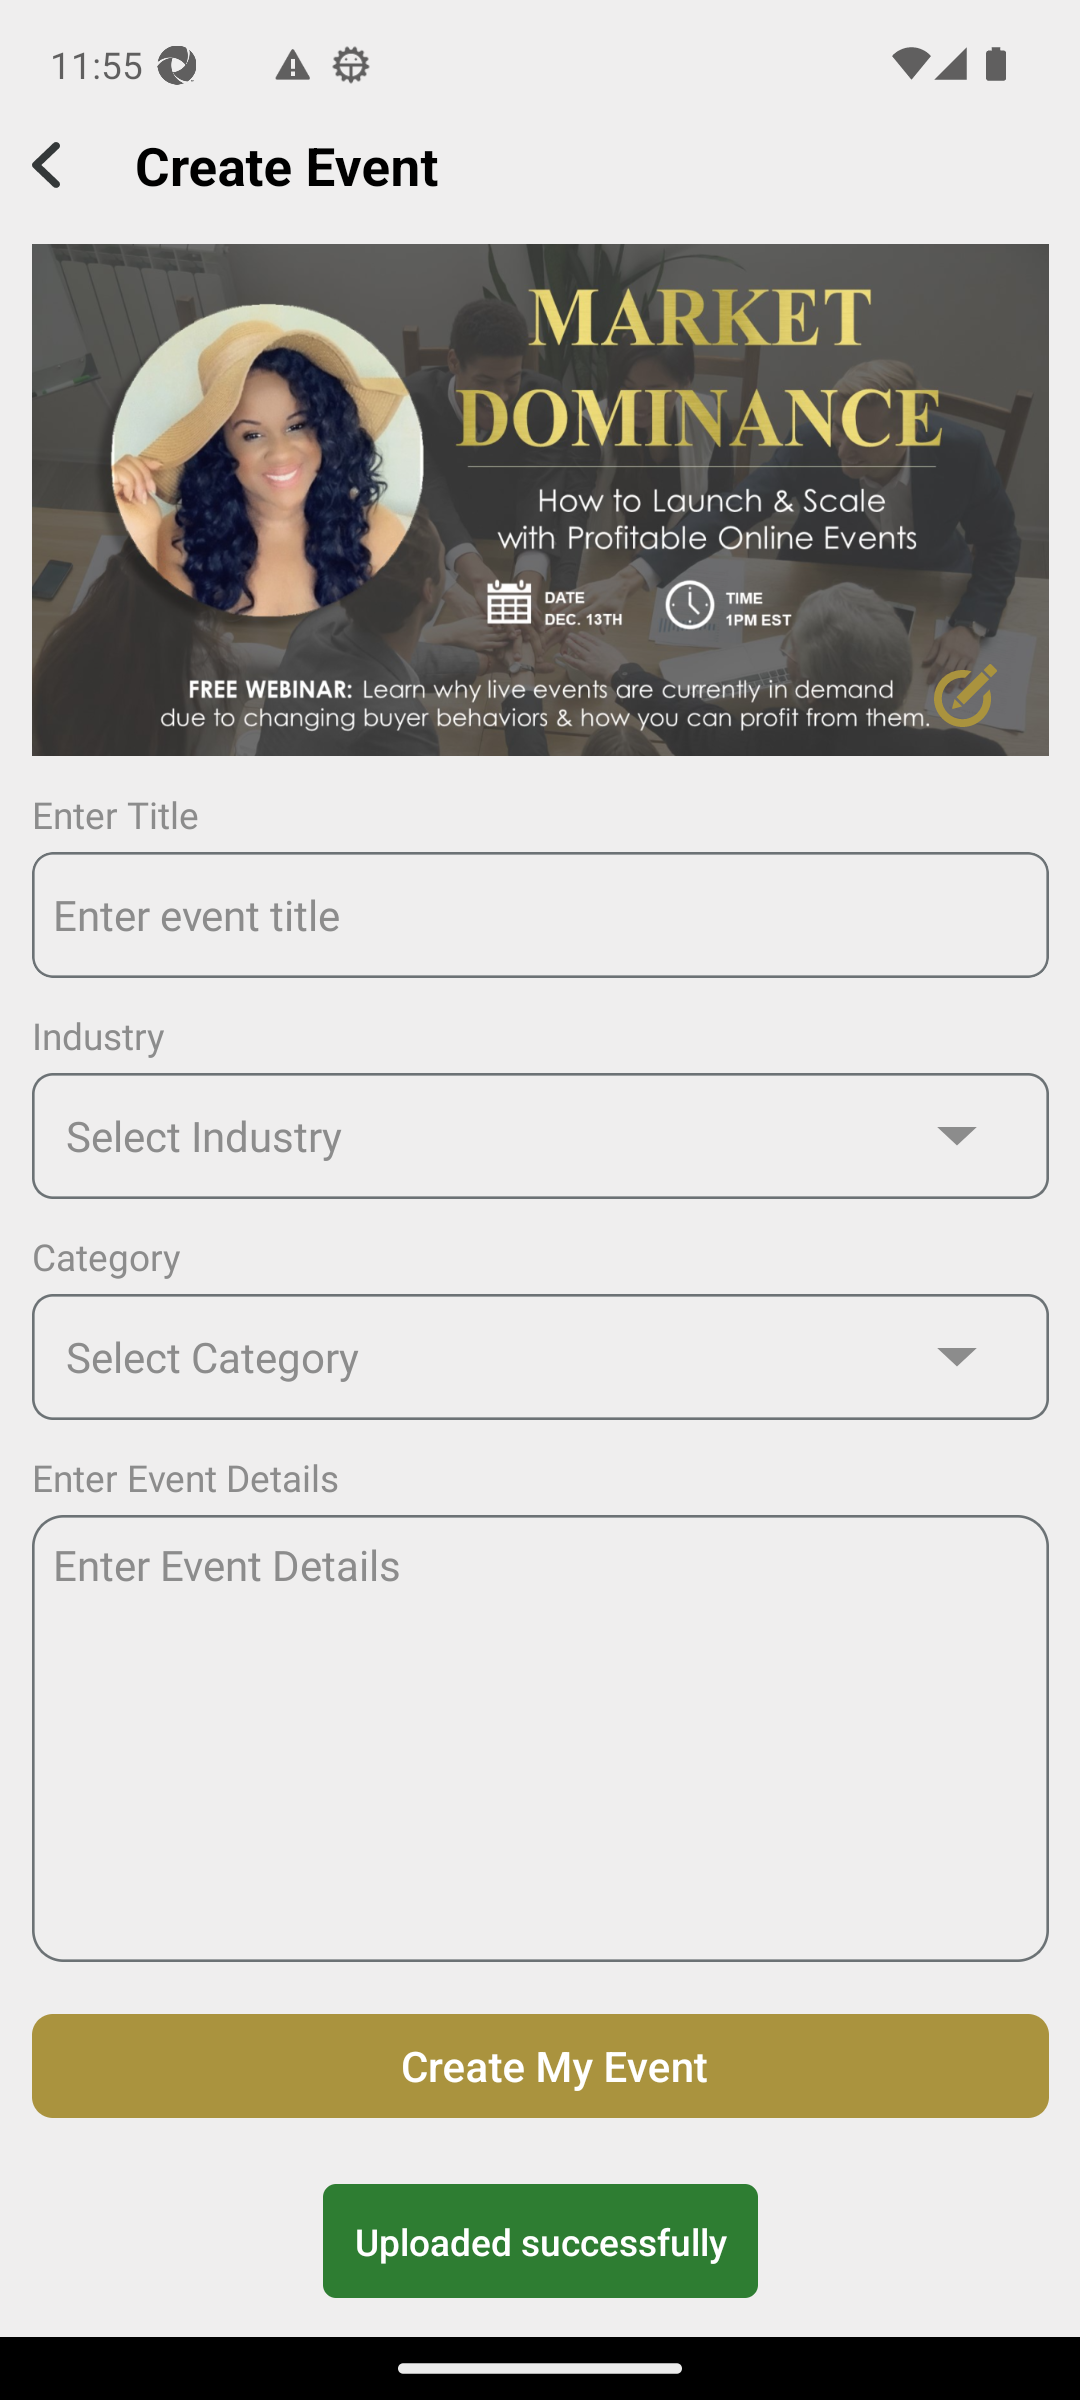 11:55
Create Event
MARKET
DOMINANCE
How to Launch & Scale
with Profitable Online Events
DATE
DEC. 13TH
TIME
1PM EST
FREE WEBINAR: Learn why live events are currently in demand
due to changing buyer behaviors & how you can profit from them.
Enter Title
Enter event title
Industry
Select Industry
Category
Select Category
Enter Event Details
Enter Event Details
Create My Event
Uploaded successfully